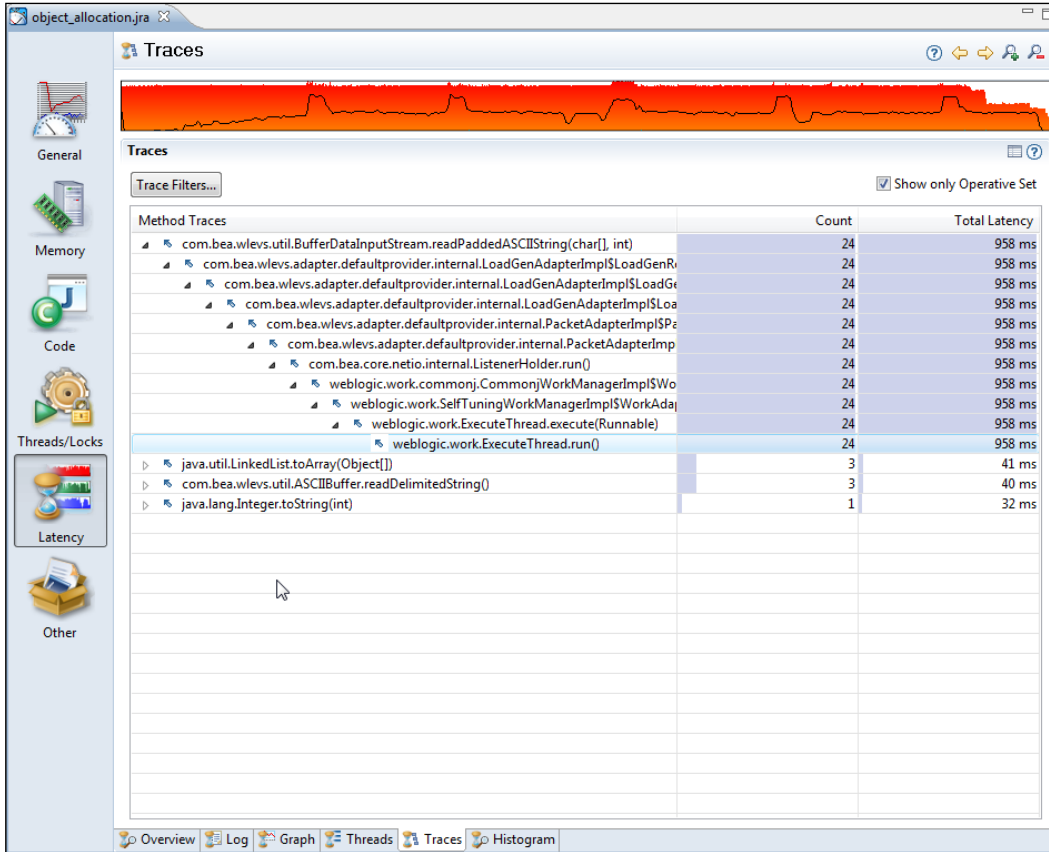 object_allocation.jra
Traces
General
Memory
Code
Threads/Locks
Latency
Other
Traces
Trace Filters...
Show only Operative Set
Method Traces Count Total Latency
com.bea.wlevs.util.BufferDataInputStream.readPaddedASCIIString(char[], int) 24 958 ms
com.bea.wlevs.adapter.defaultprovider.internal.LoadGenAdapterImpl$LoadGenR 24 958 ms
com.bea.wlevs.adapter.defaultprovider.internal.LoadGenAdapterImpl$LoadGe 24 958 ms
com.bea.wlevs.adapter.defaultprovider.internal.LoadGenAdapterImpl$Loa 24 958 ms
com.bea.wlevs.adapter.defaultprovider.internal.PacketAdapterImpl$Pa 24 958 ms
com.bea.wlevs.adapter.defaultprovider.internal.PacketAdapterImp 24 958 ms
com.bea.core.netio.internal.ListenerHolder.run() 24 958 ms
weblogic.work.commonj.CommonjWorkManagerImpl$Wo 24 958 ms
weblogic.work.SelfTuningWorkManagerImpl$WorkAda 24 958 ms
weblogic.work.ExecuteThread.execute(Runnable) 24 958 ms
weblogic.work.ExecuteThread.run() 24 958 ms
java.util.LinkedList.toArray(Object[]) 3 41 ms
com.bea.wlevs.util.ASCIIBuffer.readDelimitedString() 3 40 ms
java.lang.Integer.toString(int) 1 32 ms
Overview Log Graph Threads Traces Histogram